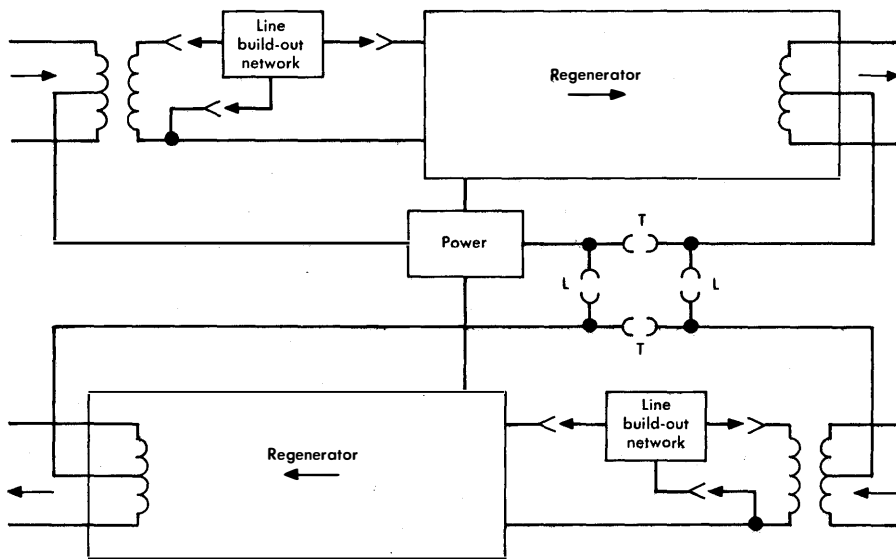 Line
build-out
network
Regenerator
Power
T
L
L
T
Line
build-out
network
Regenerator